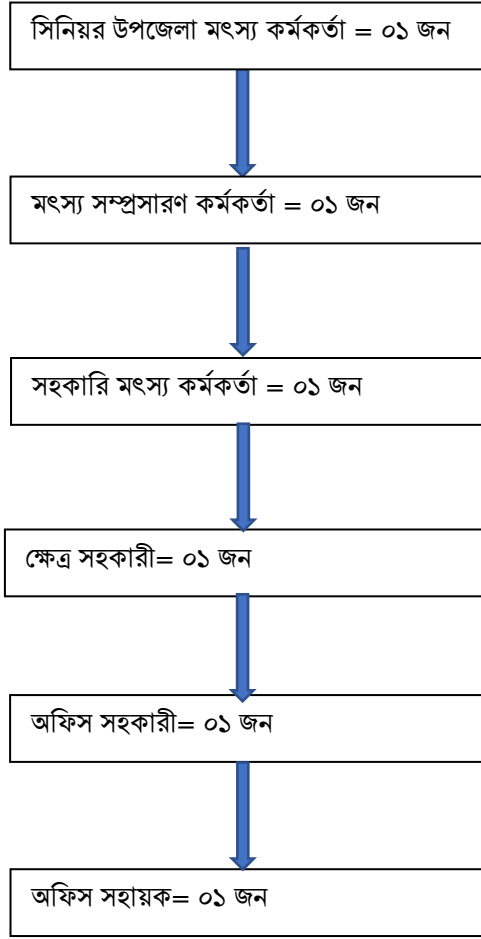 সিনিয়র উপজেলা মৎস্য কর্মকর্তা = ০১ জন
মৎস্য সম্প্রসারণ কর্মকর্তা = ০১ জন
সহকারি মৎস্য কর্মকর্তা = ০১ জন
ক্ষেত্র সহকারী= ০১ জন
অফিস সহকারী= ০১ জন
অফিস সহায়ক= ০১ জন